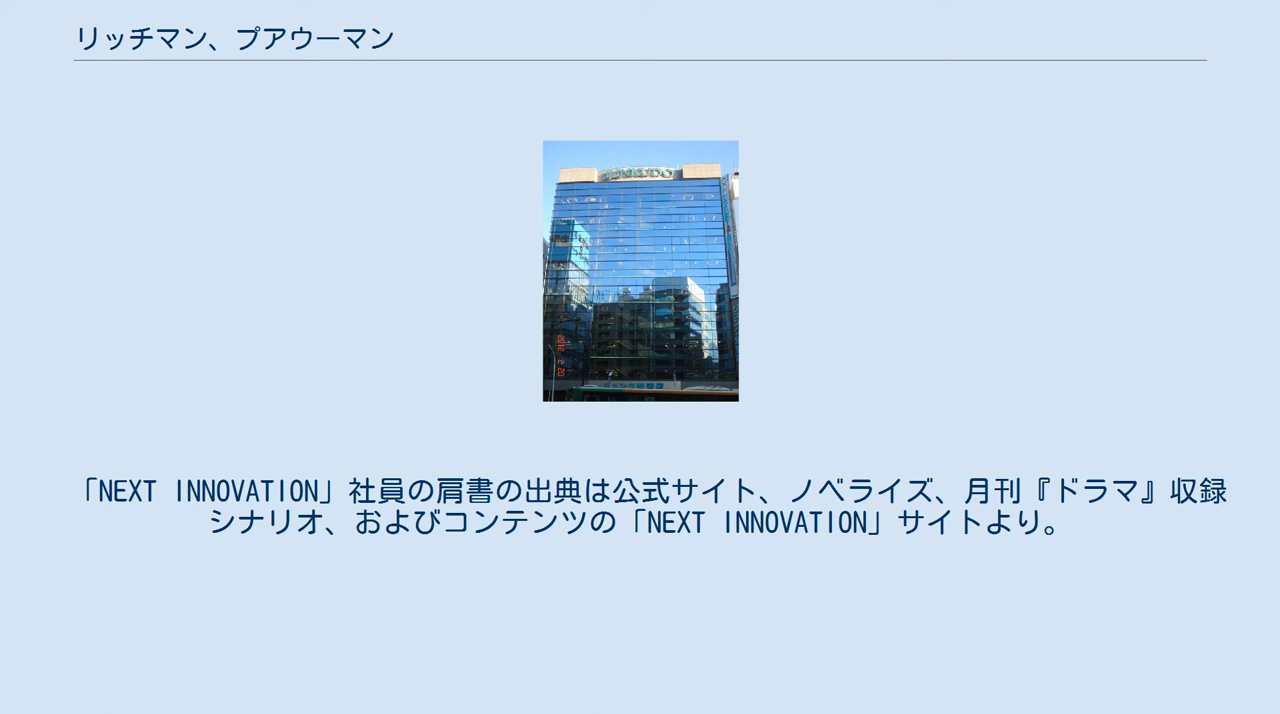 リッチマン、プアウーマン
JUNKUDO
「NEXT INNOVATION」社員の肩書の出典は公式サイト、ノベライズ、月刊『ドラマ』収録
シナリオ、およびコンテンツの「NEXT INNOVATION」サイトより。